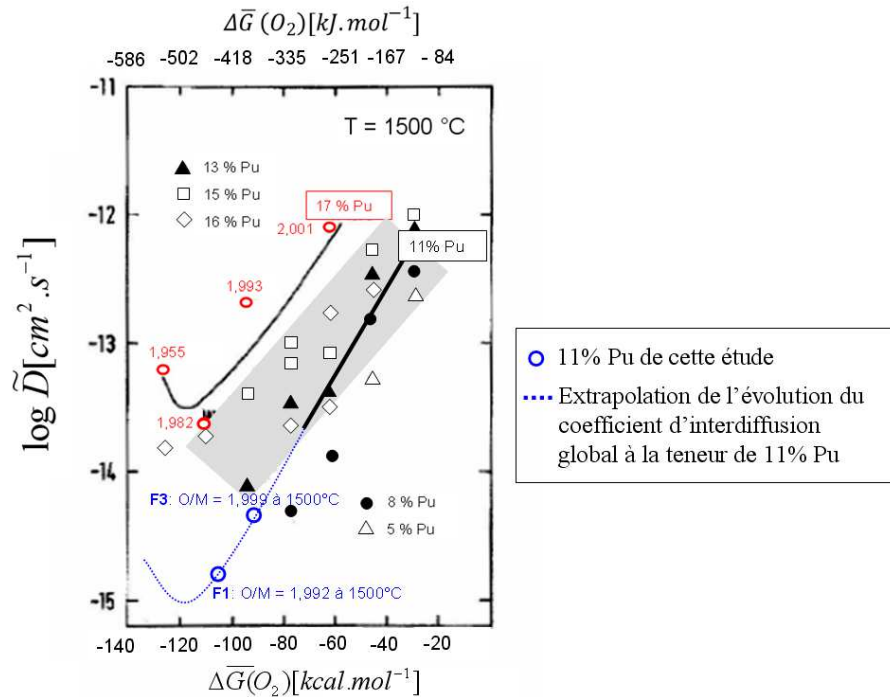 ΔG̅(O₂)[kJ.mol⁻¹]
-586 -502 -418 -335 -251 -167 - 84
-11
T = 1500 °C
▲ 13 % Pu
□ 15 % Pu
◇ 16 % Pu
-12
17 % Pu
2,001
11% Pu
1,993
log D̃[cm².s⁻¹]
-13
1,955
1,982
-14
F3: O/M = 1,999 à 1500°C
● 8 % Pu
△ 5 % Pu
F1: O/M = 1,992 à 1500°C
-15
-140 -120 -100 -80 -60 -40 -20
ΔG̅(O₂)[kcal.mol⁻¹]
11% Pu de cette étude
Extrapolation de l’évolution du
coefficient d’interdiffusion
global à la teneur de 11% Pu